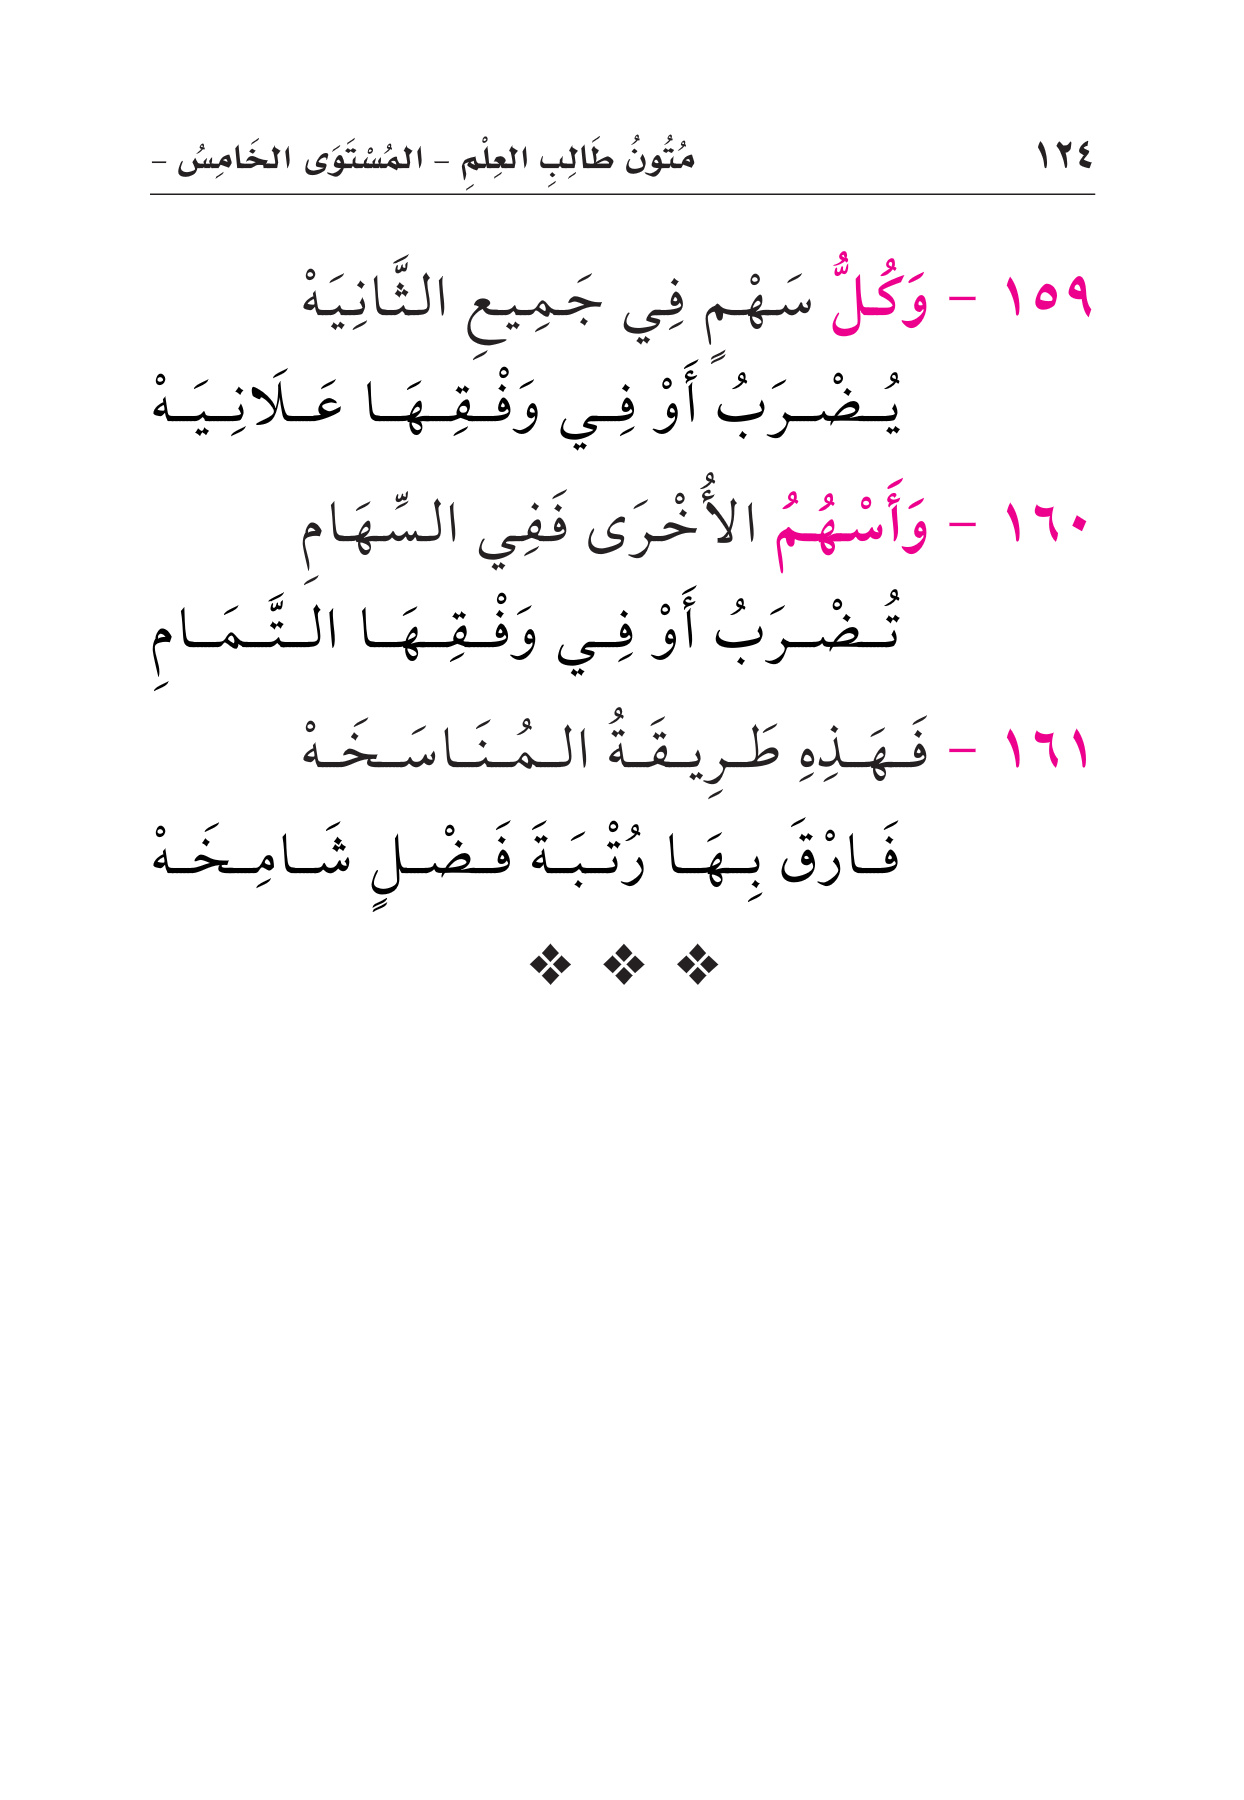 ١٢٤ مُتُونُ طَالِبِ العِلْمِ - المُسْتَوَى الخَامِسُ -
١٥٩ - وَكُلُّ سَهْمٍ فِي جَمِيعِ الثَّانِيَهْ
يُضْرَبُ أَوْ فِي وَفْقِهَا عَلَانِيَهْ
١٦٠ - وَأَسْهُمُ الأُخْرَى فَفِي السِّهَامِ
تُضْرَبُ أَوْ فِي وَفْقِهَا التَّمَامِ
١٦١ - فَهَذِهِ طَرِيقَةُ المُنَاسَخَهْ
فَارْقَ بِهَا رُتْبَةَ فَضْلٍ شَامِخَهْ